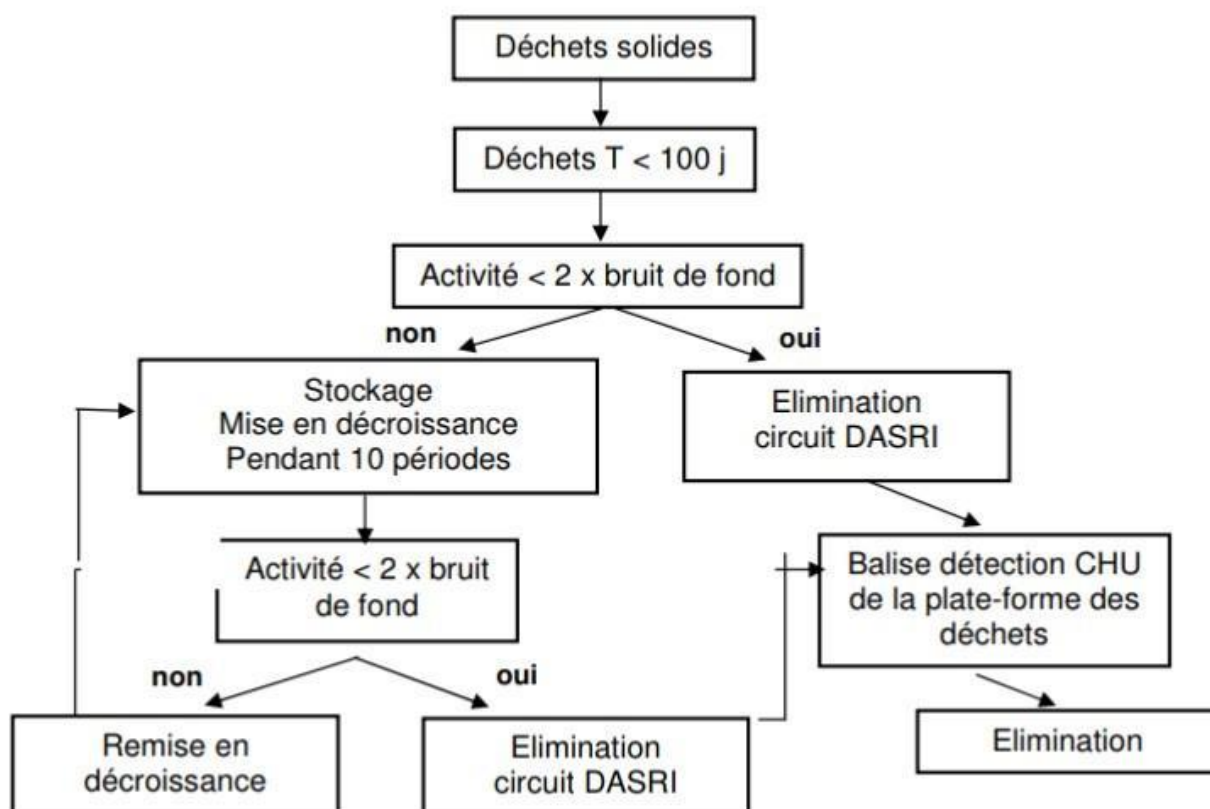 Déchets solides
Déchets T < 100 j
Activité < 2 x bruit de fond
non
oui
Stockage
Mise en décroissance
Pendant 10 périodes
Elimination
circuit DASRI
Activité < 2 x bruit
de fond
Balise détection CHU
de la plate-forme des
déchets
non
oui
Remise en
décroissance
Elimination
circuit DASRI
Elimination